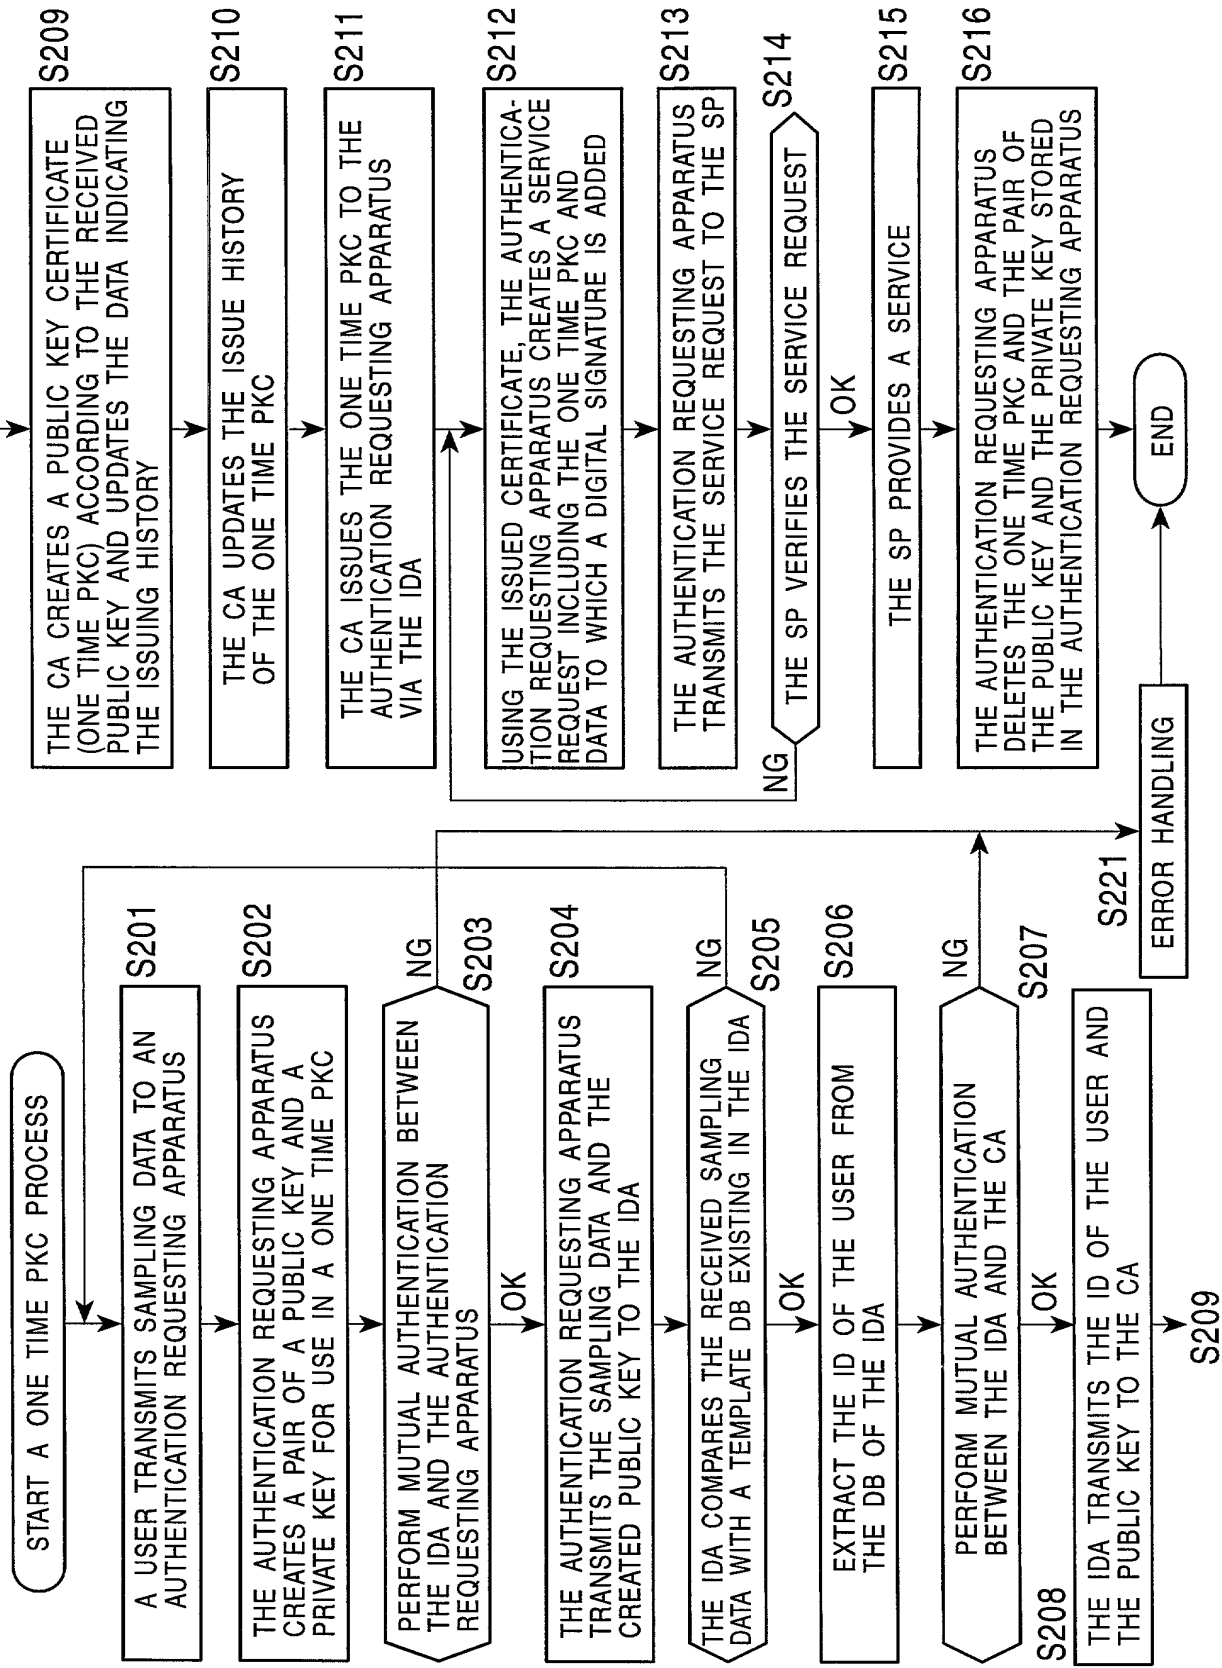 START A ONE TIME PKC PROCESS
A USER TRANSMITS SAMPLING DATA TO AN
AUTHENTICATION REQUESTING APPARATUS
S201
THE AUTHENTICATION REQUESTING APPARATUS
CREATES A PAIR OF A PUBLIC KEY AND A
PRIVATE KEY FOR USE IN A ONE TIME PKC
S202
PERFORM MUTUAL AUTHENTICATION BETWEEN
THE IDA AND THE AUTHENTICATION
REQUESTING APPARATUS
NG
S203
OK
THE AUTHENTICATION REQUESTING APPARATUS
TRANSMITS THE SAMPLING DATA AND THE
CREATED PUBLIC KEY TO THE IDA
S204
THE IDA COMPARES THE RECEIVED SAMPLING
DATA WITH A TEMPLATE DB EXISTING IN THE IDA
NG
S205
OK
EXTRACT THE ID OF THE USER FROM
THE DB OF THE IDA
S206
PERFORM MUTUAL AUTHENTICATION
BETWEEN THE IDA AND THE CA
NG
S207
OK
S208
THE IDA TRANSMITS THE ID OF THE USER AND
THE PUBLIC KEY TO THE CA
S209
S221
ERROR HANDLING
THE CA CREATES A PUBLIC KEY CERTIFICATE
(ONE TIME PKC) ACCORDING TO THE RECEIVED
PUBLIC KEY AND UPDATES THE DATA INDICATING
THE ISSUING HISTORY
S209
THE CA UPDATES THE ISSUE HISTORY
OF THE ONE TIME PKC
S210
THE CA ISSUES THE ONE TIME PKC TO THE
AUTHENTICATION REQUESTING APPARATUS
VIA THE IDA
S211
USING THE ISSUED CERTIFICATE, THE AUTHENTICA-
TION REQUESTING APPARATUS CREATES A SERVICE
REQUEST INCLUDING THE ONE TIME PKC AND
DATA TO WHICH A DIGITAL SIGNATURE IS ADDED
S212
THE AUTHENTICATION REQUESTING APPARATUS
TRANSMITS THE SERVICE REQUEST TO THE SP
S213
THE SP VERIFIES THE SERVICE REQUEST
S214
NG
OK
THE SP PROVIDES A SERVICE
S215
THE AUTHENTICATION REQUESTING APPARATUS
DELETES THE ONE TIME PKC AND THE PAIR OF
THE PUBLIC KEY AND THE PRIVATE KEY STORED
IN THE AUTHENTICATION REQUESTING APPARATUS
S216
END